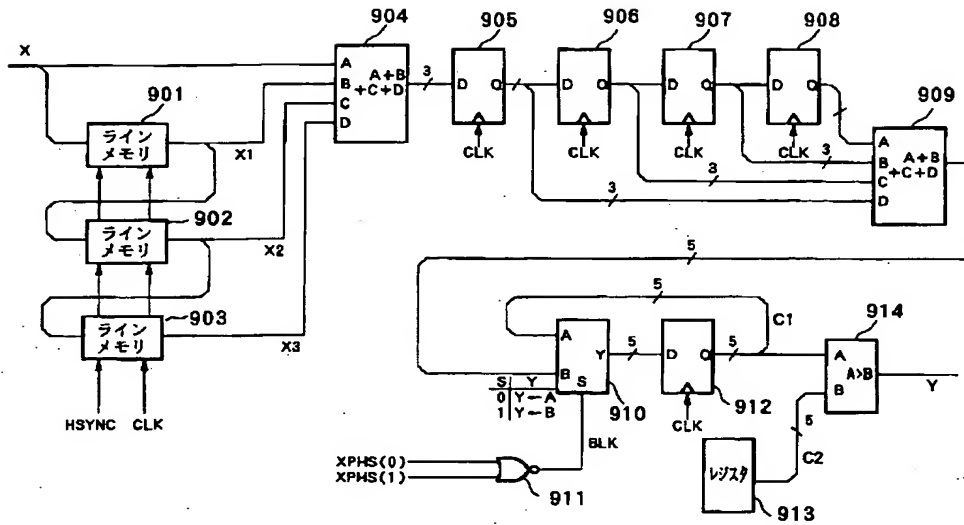 904
905
906
907
908
X
901
ライン
メモリ
X1
902
ライン
メモリ
X2
903
ライン
メモリ
X3
HSYNC
CLK
A
B
C
D
A+B
+C+D
3
D
Q
CLK
D
Q
CLK
D
Q
CLK
D
Q
CLK
3
3
3
909
A
B
C
D
A+B
+C+D
5
5
C1
914
A
B
Y
S
5
D
Q
5
A
B
A>B
Y
S Y
0 Y←A
1 Y←B
910
912
CLK
5
C2
BLK
XPHS(0)
XPHS(1)
911
レジスタ
913